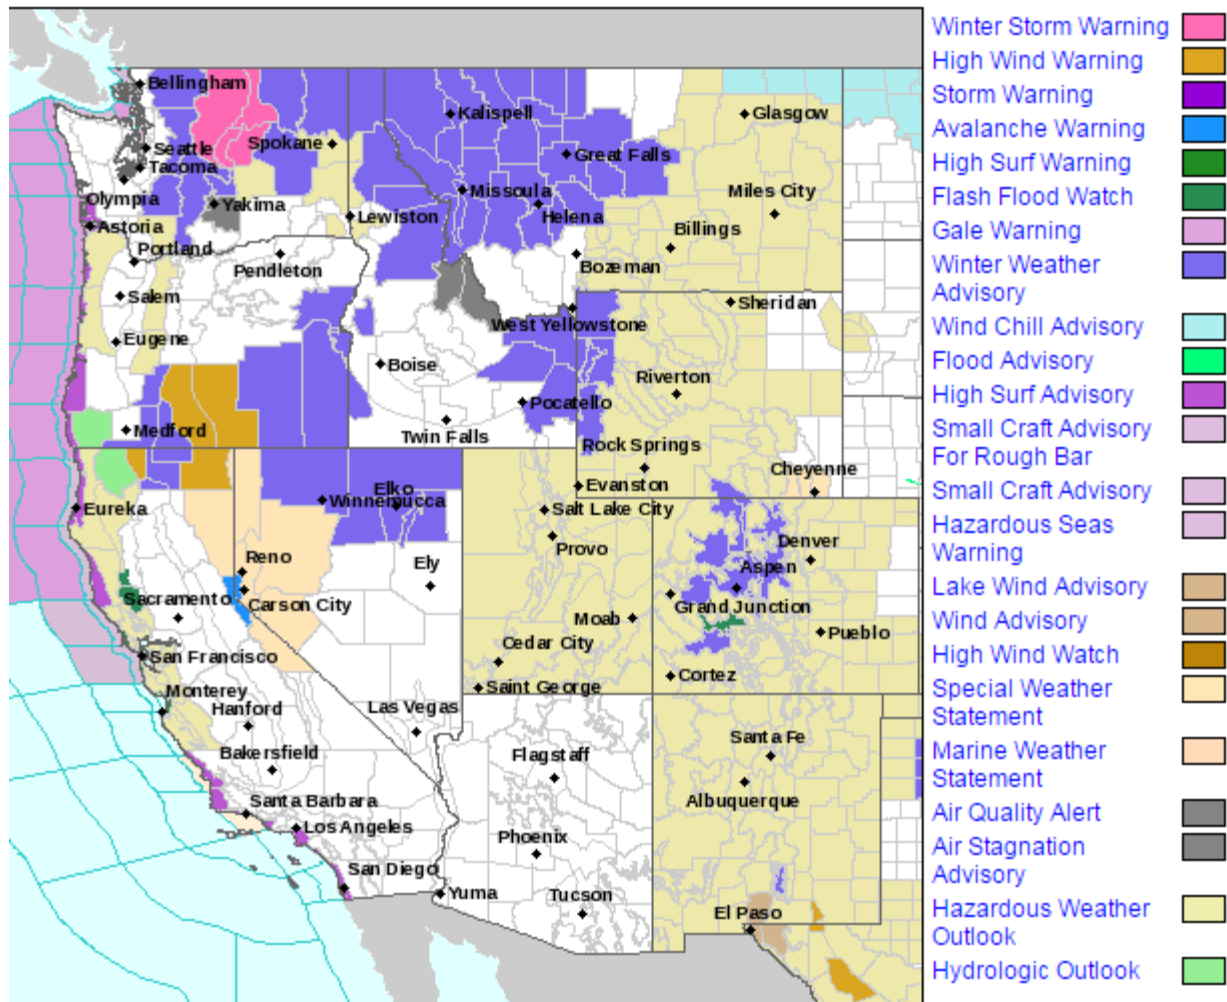 Bellingham
Kalispell
Glasgow
Seattle
Spokane
Great Falls
Tacoma
Olympia
Yakima
Missoula
Miles City
Lewiston
Helena
Astoria
Billings
Portland
Pendleton
Bozeman
Salem
Sheridan
West Yellowstone
Eugene
Boise
Riverton
Pocatello
Medford
Twin Falls
Rock Springs
Cheyenne
Evanston
Elko
Winnemucca
Eureka
Salt Lake City
Provo
Denver
Reno
Ely
Aspen
Sacramento
Carson City
Grand Junction
Moab
Pueblo
Cedar City
San Francisco
Cortez
Saint George
Monterey
Hanford
Las Vegas
Bakersfield
Flagstaff
Santa Fe
Albuquerque
Santa Barbara
Los Angeles
Phoenix
San Diego
Yuma
Tucson
El Paso
Winter Storm Warning
High Wind Warning
Storm Warning
Avalanche Warning
High Surf Warning
Flash Flood Watch
Gale Warning
Winter Weather
Advisory
Wind Chill Advisory
Flood Advisory
High Surf Advisory
Small Craft Advisory
For Rough Bar
Small Craft Advisory
Hazardous Seas
Warning
Lake Wind Advisory
Wind Advisory
High Wind Watch
Special Weather
Statement
Marine Weather
Statement
Air Quality Alert
Air Stagnation
Advisory
Hazardous Weather
Outlook
Hydrologic Outlook